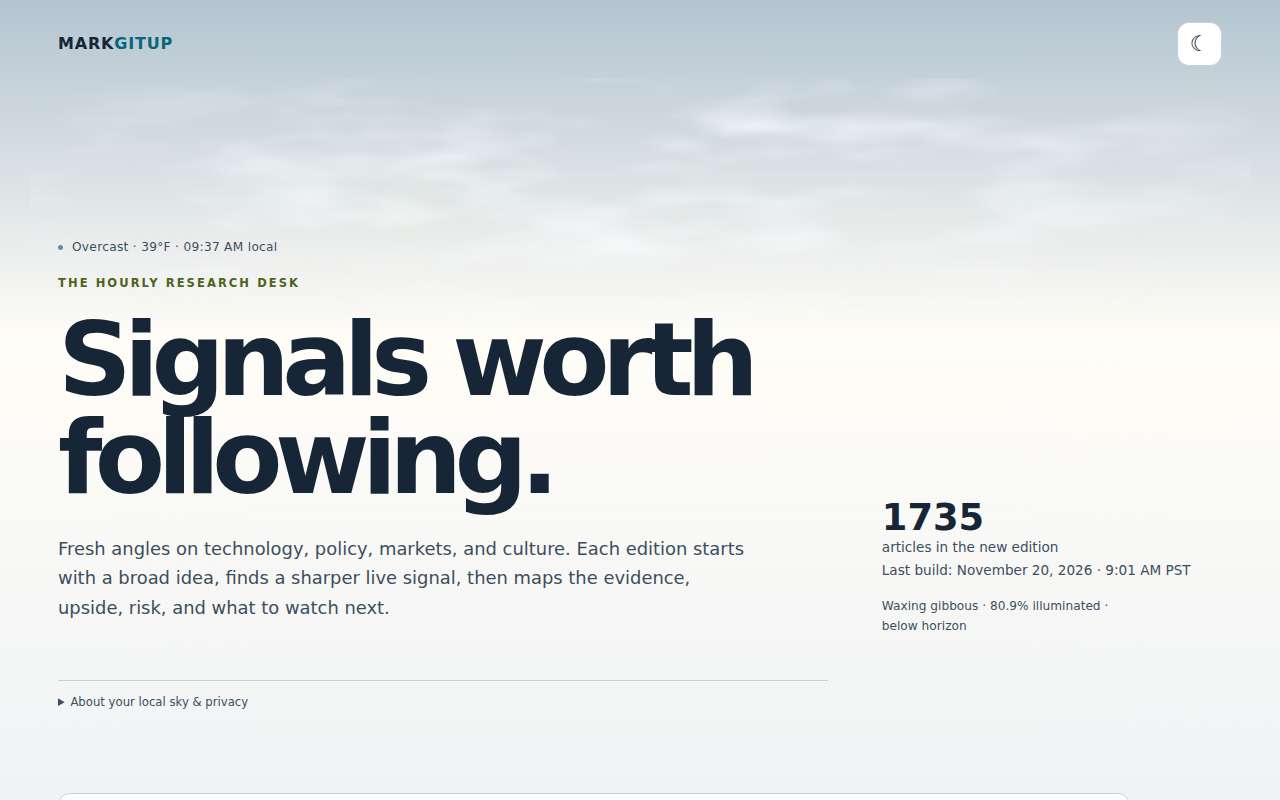 MARKGITUP
☾
Overcast · 39°F · 09:37 AM local
THE HOURLY RESEARCH DESK
Signals worth
following.
Fresh angles on technology, policy, markets, and culture. Each edition starts
with a broad idea, finds a sharper live signal, then maps the evidence,
upside, risk, and what to watch next.
1735
articles in the new edition
Last build: November 20, 2026 · 9:01 AM PST
Waxing gibbous · 80.9% illuminated ·
below horizon
▶ About your local sky & privacy